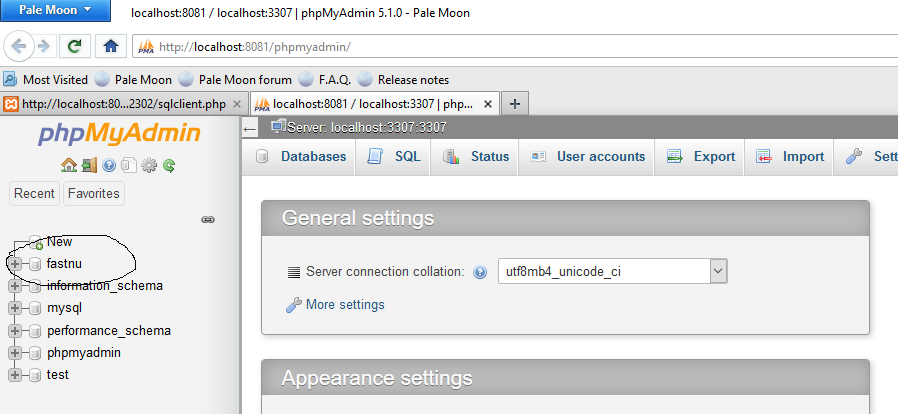 Pale Moon
localhost:8081 / localhost:3307 | phpMyAdmin 5.1.0 - Pale Moon
http://localhost:8081/phpmyadmin/
Most Visited Pale Moon Pale Moon forum F.A.Q. Release notes
http://localhost:80...2302/sqlclient.php × localhost:8081 / localhost:3307 | php... × +
phpMyAdmin
Server: localhost:3307:3307
Databases SQL Status User accounts Export Import Sett
Recent Favorites
New
fastnu
information_schema
mysql
performance_schema
phpmyadmin
test
General settings
Server connection collation: utf8mb4_unicode_ci
More settings
Appearance settings